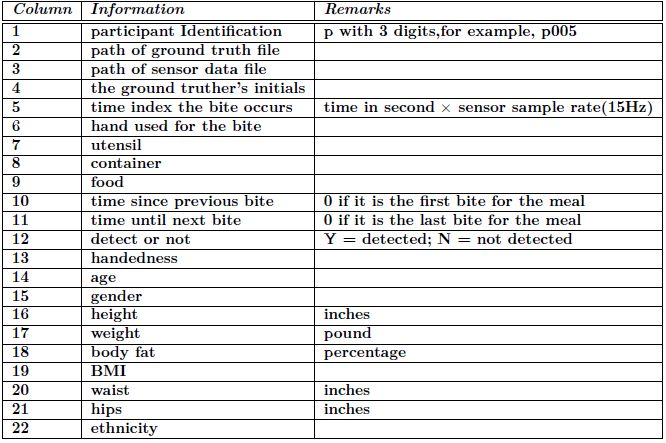 Column Information Remarks
1 participant Identification p with 3 digits,for example, p005
2 path of ground truth file
3 path of sensor data file
4 the ground truther's initials
5 time index the bite occurs time in second × sensor sample rate(15Hz)
6 hand used for the bite
7 utensil
8 container
9 food
10 time since previous bite 0 if it is the first bite for the meal
11 time until next bite 0 if it is the last bite for the meal
12 detect or not Y = detected; N = not detected
13 handedness
14 age
15 gender
16 height inches
17 weight pound
18 body fat percentage
19 BMI
20 waist inches
21 hips inches
22 ethnicity